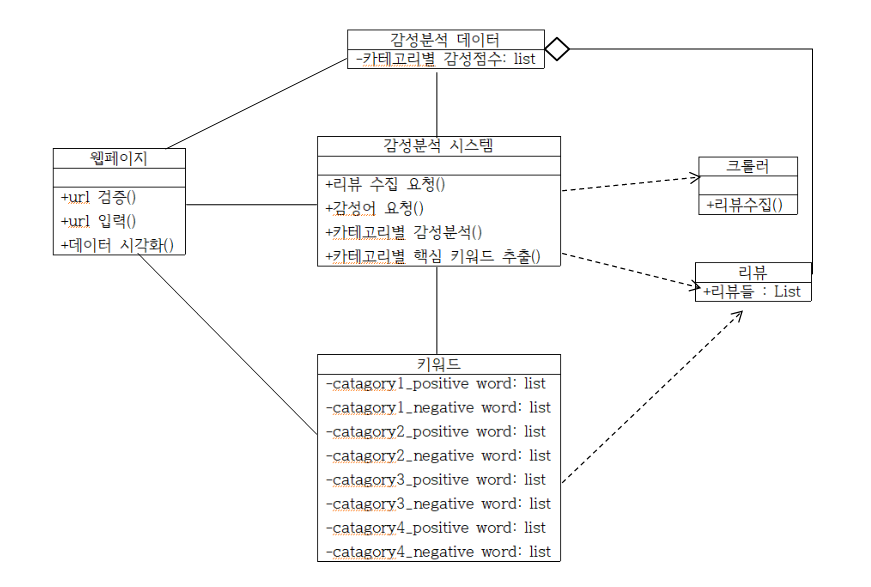 감성분석 데이터
-카테고리별 감성점수: list
웹페이지
+url 검증()
+url 입력()
+데이터 시각화()
감성분석 시스템
+리뷰 수집 요청()
+감성어 요청()
+카테고리별 감성분석()
+카테고리별 핵심 키워드 추출()
크롤러
+리뷰수집()
리뷰
+리뷰들 : List
키워드
-catagory1_positive word: list
-catagory1_negative word: list
-catagory2_positive word: list
-catagory2_negative word: list
-catagory3_positive word: list
-catagory3_negative word: list
-catagory4_positive word: list
-catagory4_negative word: list